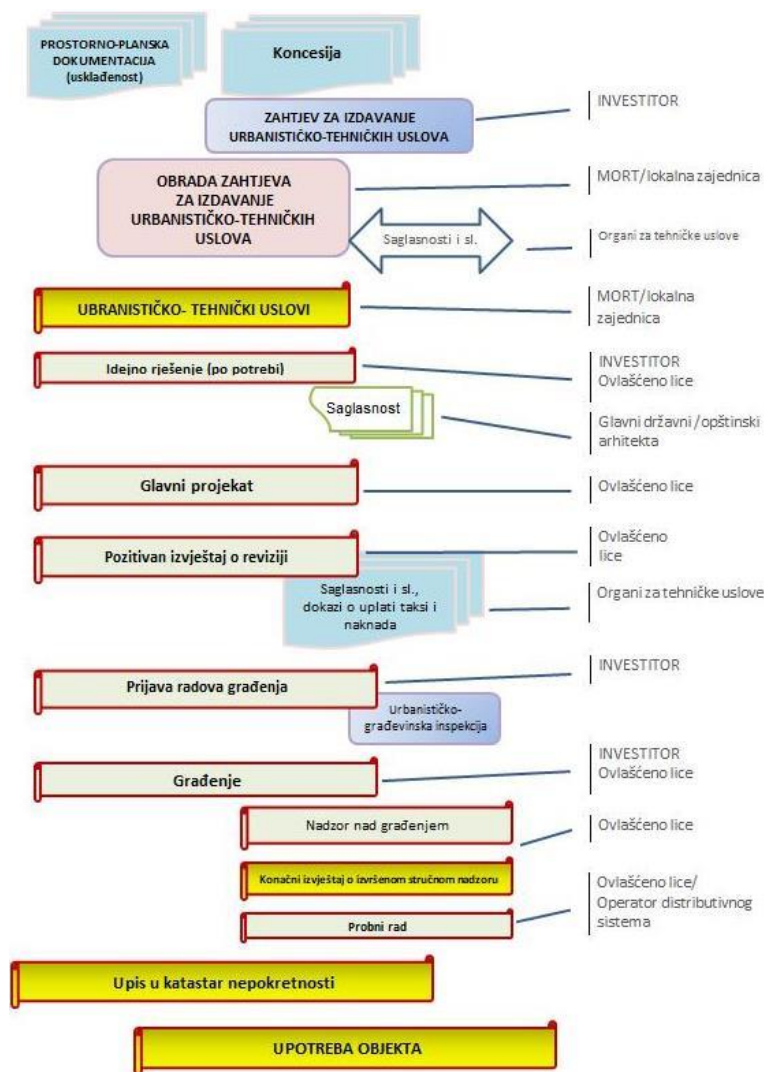 PROSTORNO-PLANSKA
DOKUMENTACIJA
(usklađenost)
Koncesija
ZAHTJEV ZA IZDAVANJE
URBANISTIČKO-TEHNIČKIH USLOVA
INVESTITOR
OBRADA ZAHTJEVA
ZA IZDAVANJE
URBANISTIČKO-TEHNIČKIH
USLOVA
MORT/lokalna zajednica
Saglasnosti i sl.
Organi za tehničke uslove
UBRANISTIČKO- TEHNIČKI USLOVI
MORT/lokalna
zajednica
Idejno rješenje (po potrebi)
INVESTITOR
Ovlašćeno lice
Saglasnost
Glavni državni /opštinski
arhitekta
Glavni projekat
Ovlašćeno lice
Pozitivan izvještaj o reviziji
Ovlašćeno
lice
Saglasnosti i sl.,
dokazi o uplati taksi i
naknada
Organi za tehničke uslove
Prijava radova građenja
INVESTITOR
Urbanističko-
građevinska inspekcija
Građenje
INVESTITOR
Ovlašćeno lice
Nadzor nad građenjem
Ovlašćeno lice
Konačni izvještaj o izvršenom stručnom nadzoru
Ovlašćeno lice/
Operator distributivnog
sistema
Probni rad
Upis u katastar nepokretnosti
UPOTREBA OBJEKTA